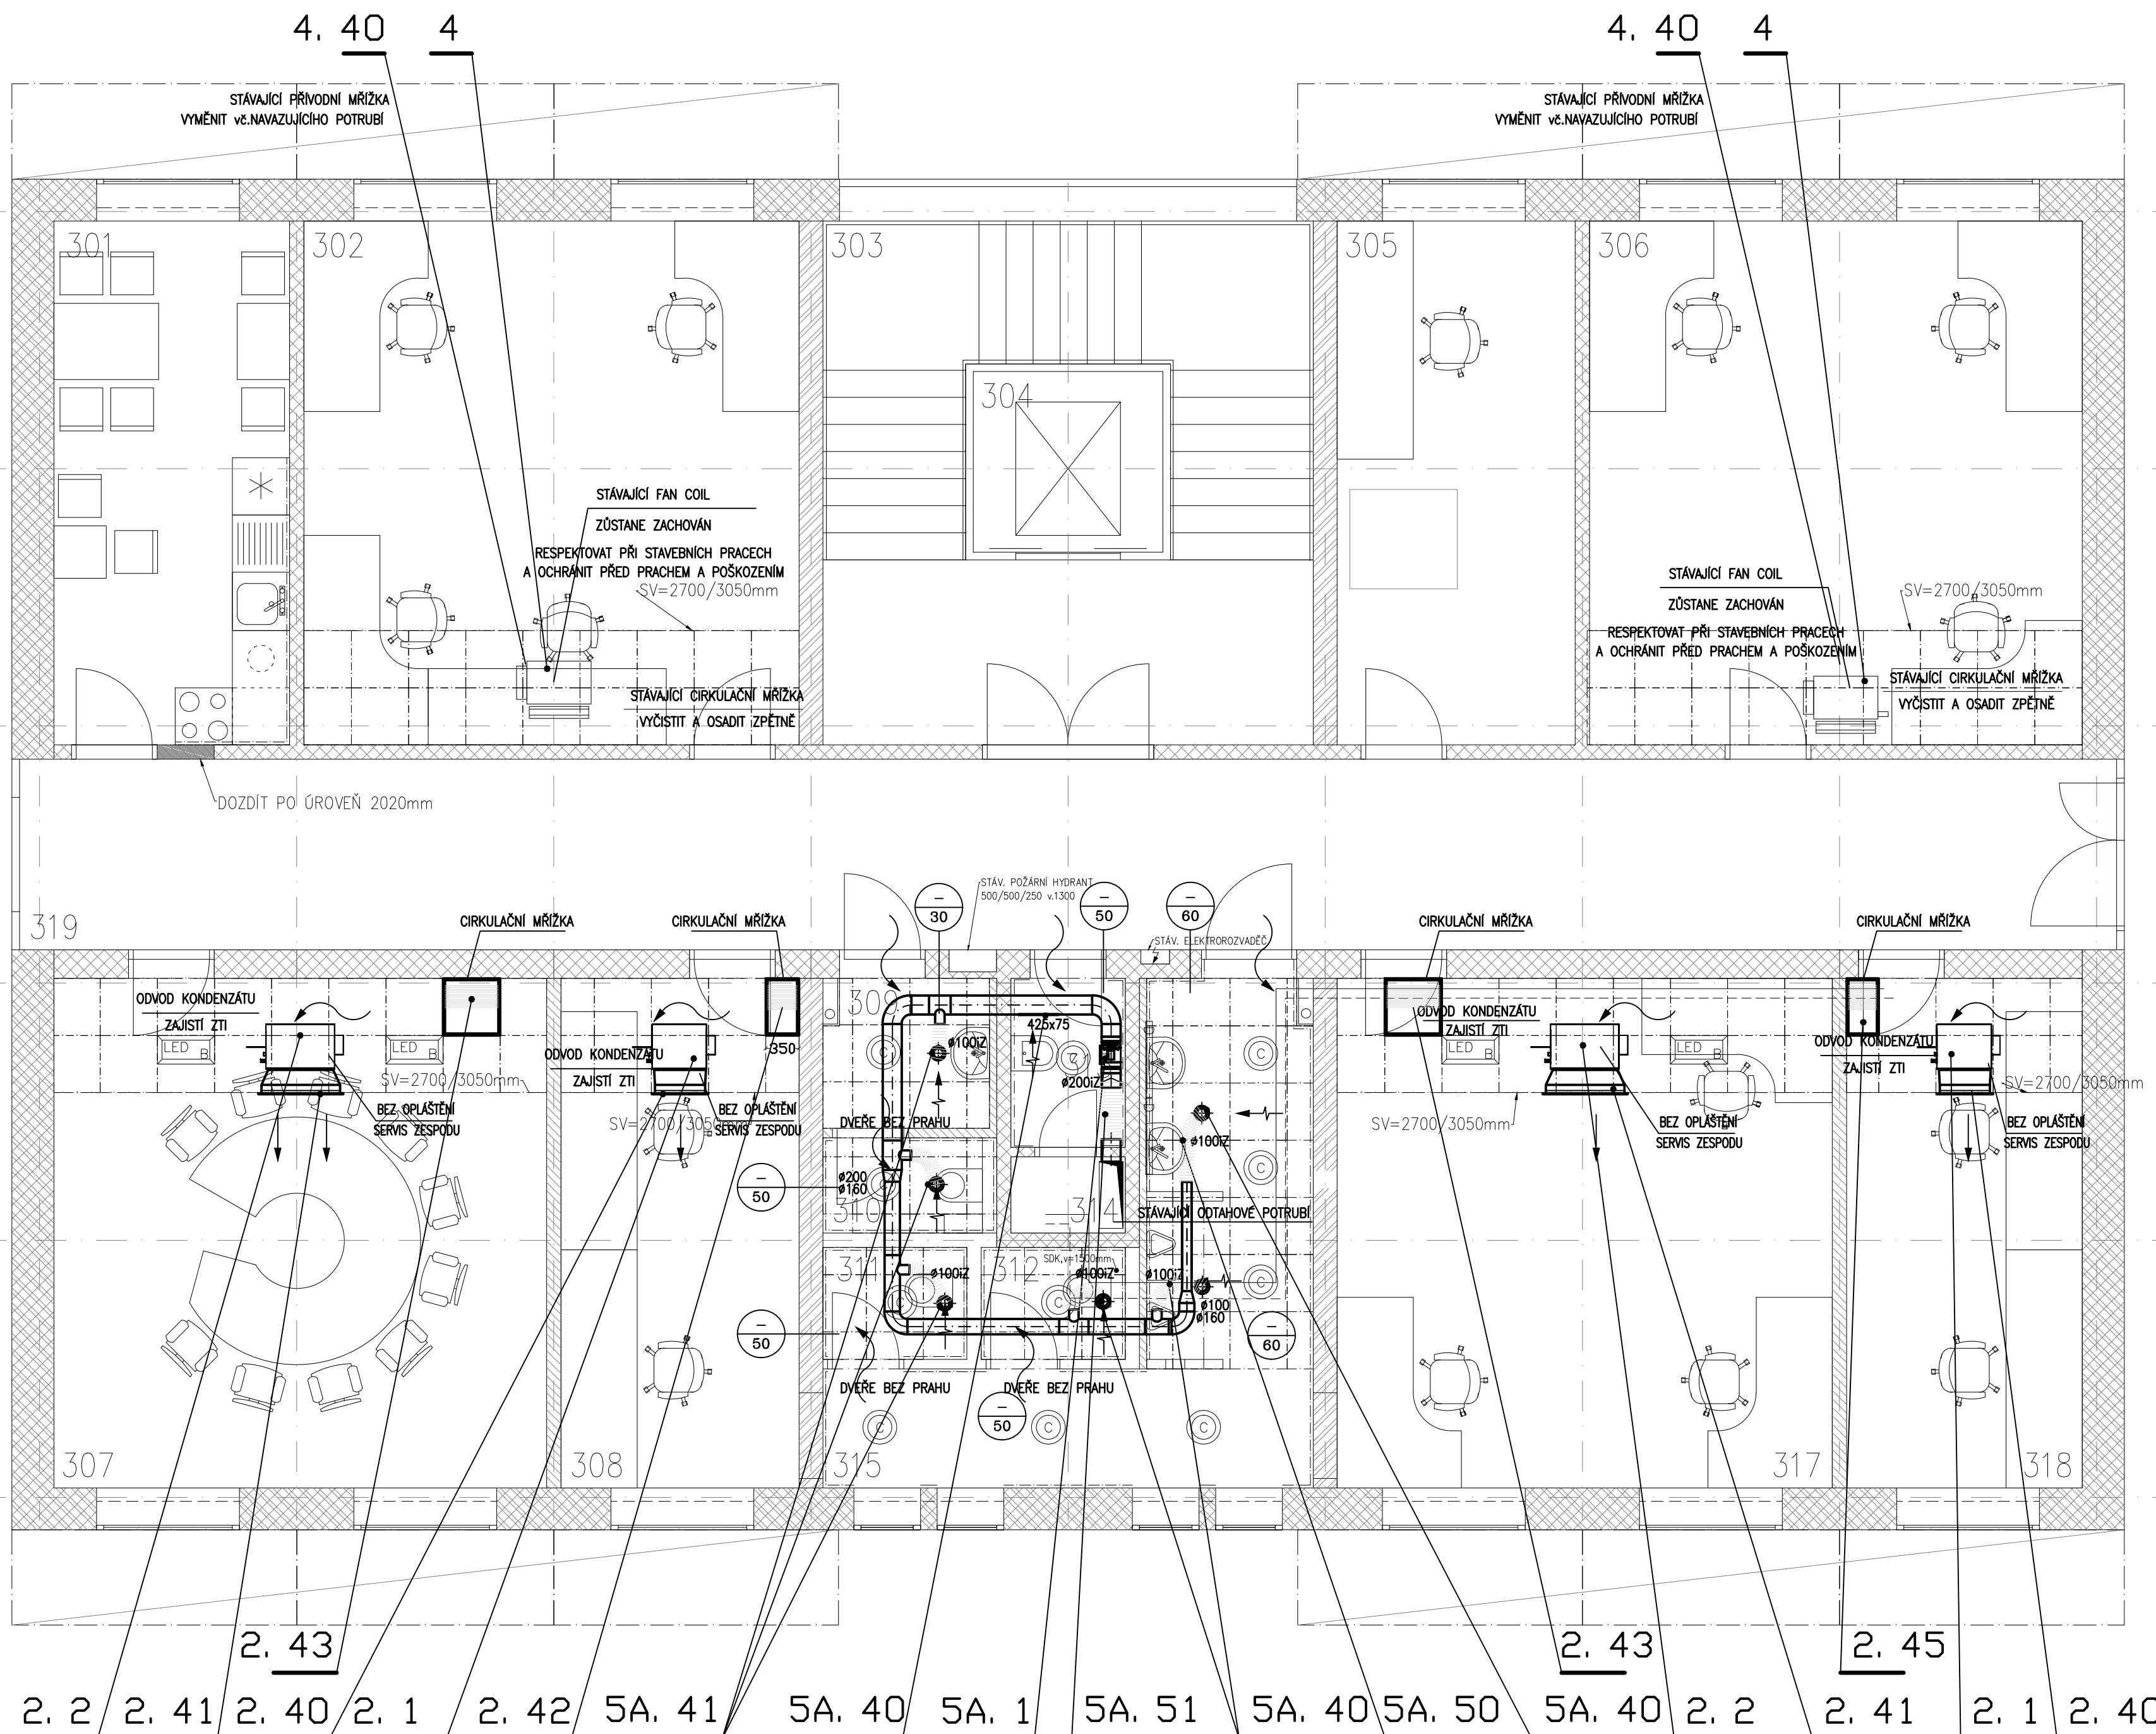 4. 40 4
4. 40 4
STÁVAJÍCÍ PŘÍVODNÍ MŘÍŽKA
VYMĚNIT vč.NAVAZUJÍCÍHO POTRUBÍ
STÁVAJÍCÍ PŘÍVODNÍ MŘÍŽKA
VYMĚNIT vč.NAVAZUJÍCÍHO POTRUBÍ
301
302
303
304
305
306
STÁVAJÍCÍ FAN COIL
ZŮSTANE ZACHOVÁN
RESPEKTOVAT PŘI STAVEBNÍCH PRACECH
A OCHRÁNIT PŘED PRACHEM A POŠKOZENÍM
SV=2700/3050mm
STÁVAJÍCÍ CIRKULAČNÍ MŘÍŽKA
VYČISTIT A OSADIT ZPĚTNĚ
STÁVAJÍCÍ FAN COIL
ZŮSTANE ZACHOVÁN
SV=2700/3050mm
RESPEKTOVAT PŘI STAVEBNÍCH PRACECH
A OCHRÁNIT PŘED PRACHEM A POŠKOZENÍM
STÁVAJÍCÍ CIRKULAČNÍ MŘÍŽKA
VYČISTIT A OSADIT ZPĚTNĚ
DOZDÍT PO ÚROVEŇ 2020mm
319
CIRKULAČNÍ MŘÍŽKA
CIRKULAČNÍ MŘÍŽKA
–
30
STÁV. POŽÁRNÍ HYDRANT
500/500/250 v.1300
–
50
–
60
STÁV. ELEKTROROZVADĚČ
CIRKULAČNÍ MŘÍŽKA
CIRKULAČNÍ MŘÍŽKA
ODVOD KONDENZÁTU
ZAJISTÍ ZTI
LED B
LED B
SV=2700/3050mm
BEZ OPLÁŠTĚNÍ
SERVIS ZESPODU
ODVOD KONDENZÁTU
ZAJISTÍ ZTI
350
BEZ OPLÁŠTĚNÍ
SERVIS ZESPODU
SV=2700/3050mm
ø100iZ
425x75
ø200iZ
DVEŘE BEZ PRAHU
C
C
C
ø100iZ
–
50
ø200
ø160
310
314
STÁVAJÍCÍ ODTAHOVÉ POTRUBÍ
C
311
ø100iZ
312
SDK,v=1500mm
ø100iZ
ø100iZ
C
C
C
ø100
ø160
–
50
–
60
DVEŘE BEZ PRAHU
DVEŘE BEZ PRAHU
–
50
C
C
C
ODVOD KONDENZÁTU
ZAJISTÍ ZTI
LED B
LED B
SV=2700/3050mm
BEZ OPLÁŠTĚNÍ
SERVIS ZESPODU
ODVOD KONDENZÁTU
ZAJISTÍ ZTI
SV=2700/3050mm
BEZ OPLÁŠTĚNÍ
SERVIS ZESPODU
307
308
315
317
318
2. 43
2. 43
2. 45
2. 2 2. 41 2. 40 2. 1 2. 42 5A. 41 5A. 40 5A. 1 5A. 51 5A. 40 5A. 50 5A. 40 2. 2 2. 41 2. 1 2. 40